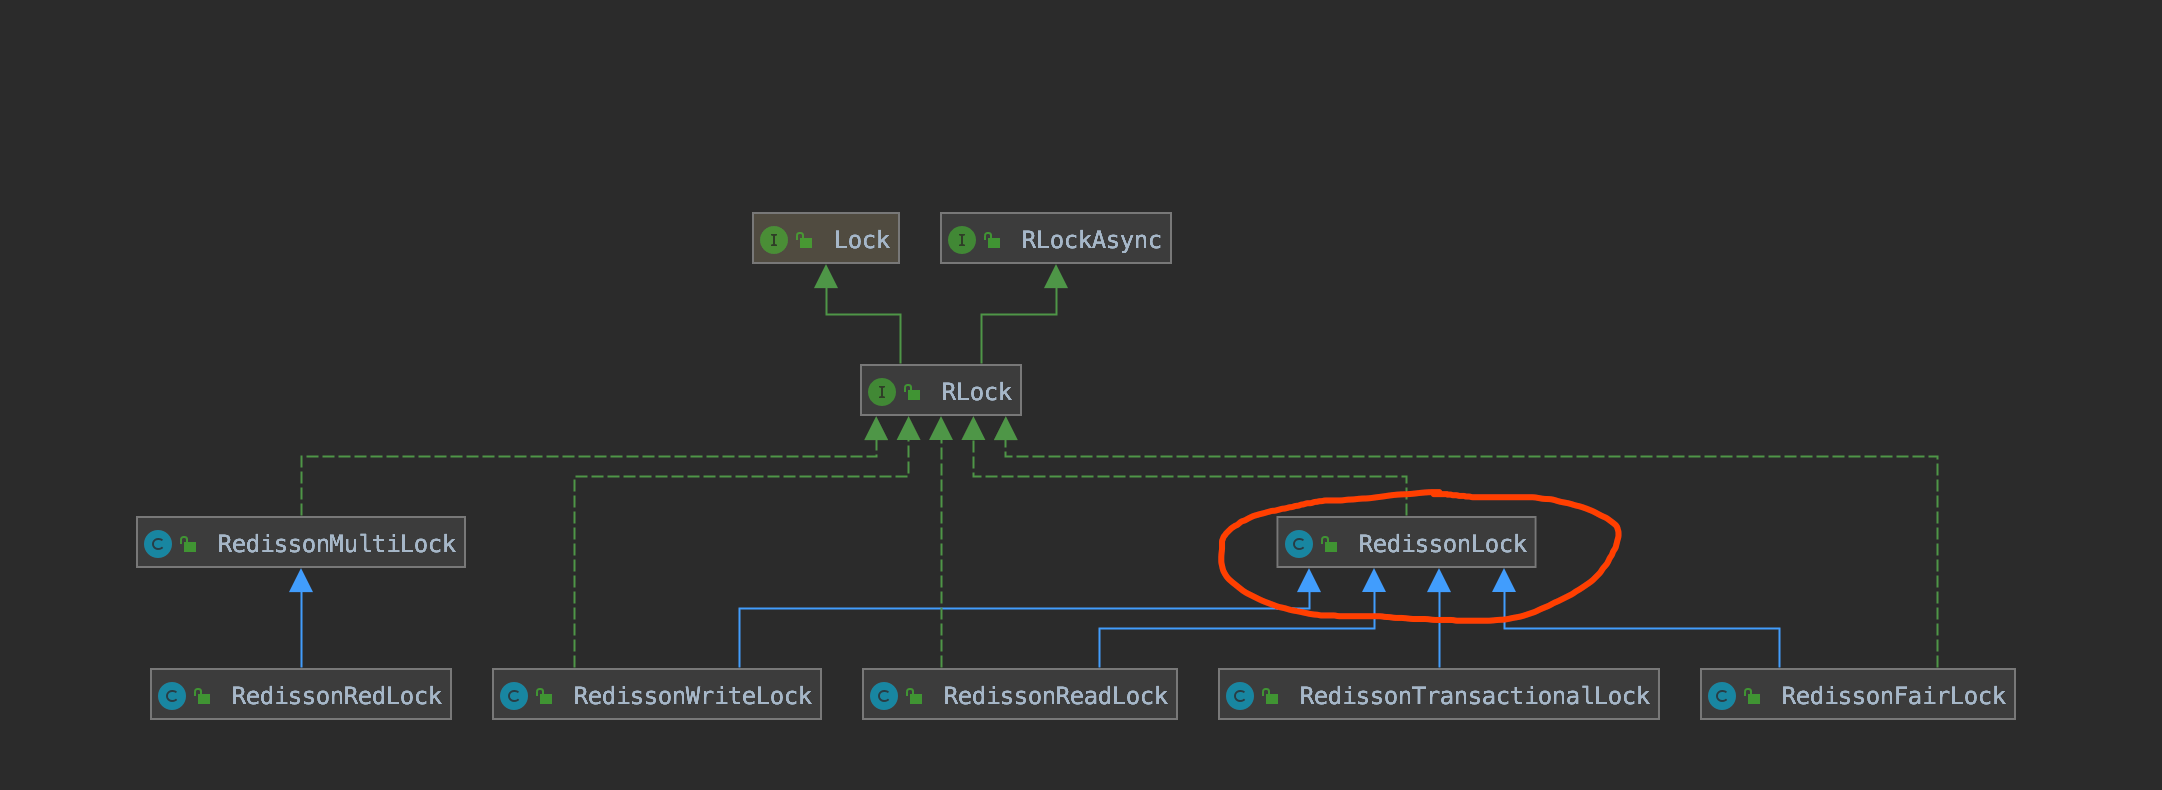 I Lock
I RLockAsync
I RLock
C RedissonMultiLock
C RedissonLock
C RedissonRedLock
C RedissonWriteLock
C RedissonReadLock
C RedissonTransactionalLock
C RedissonFairLock